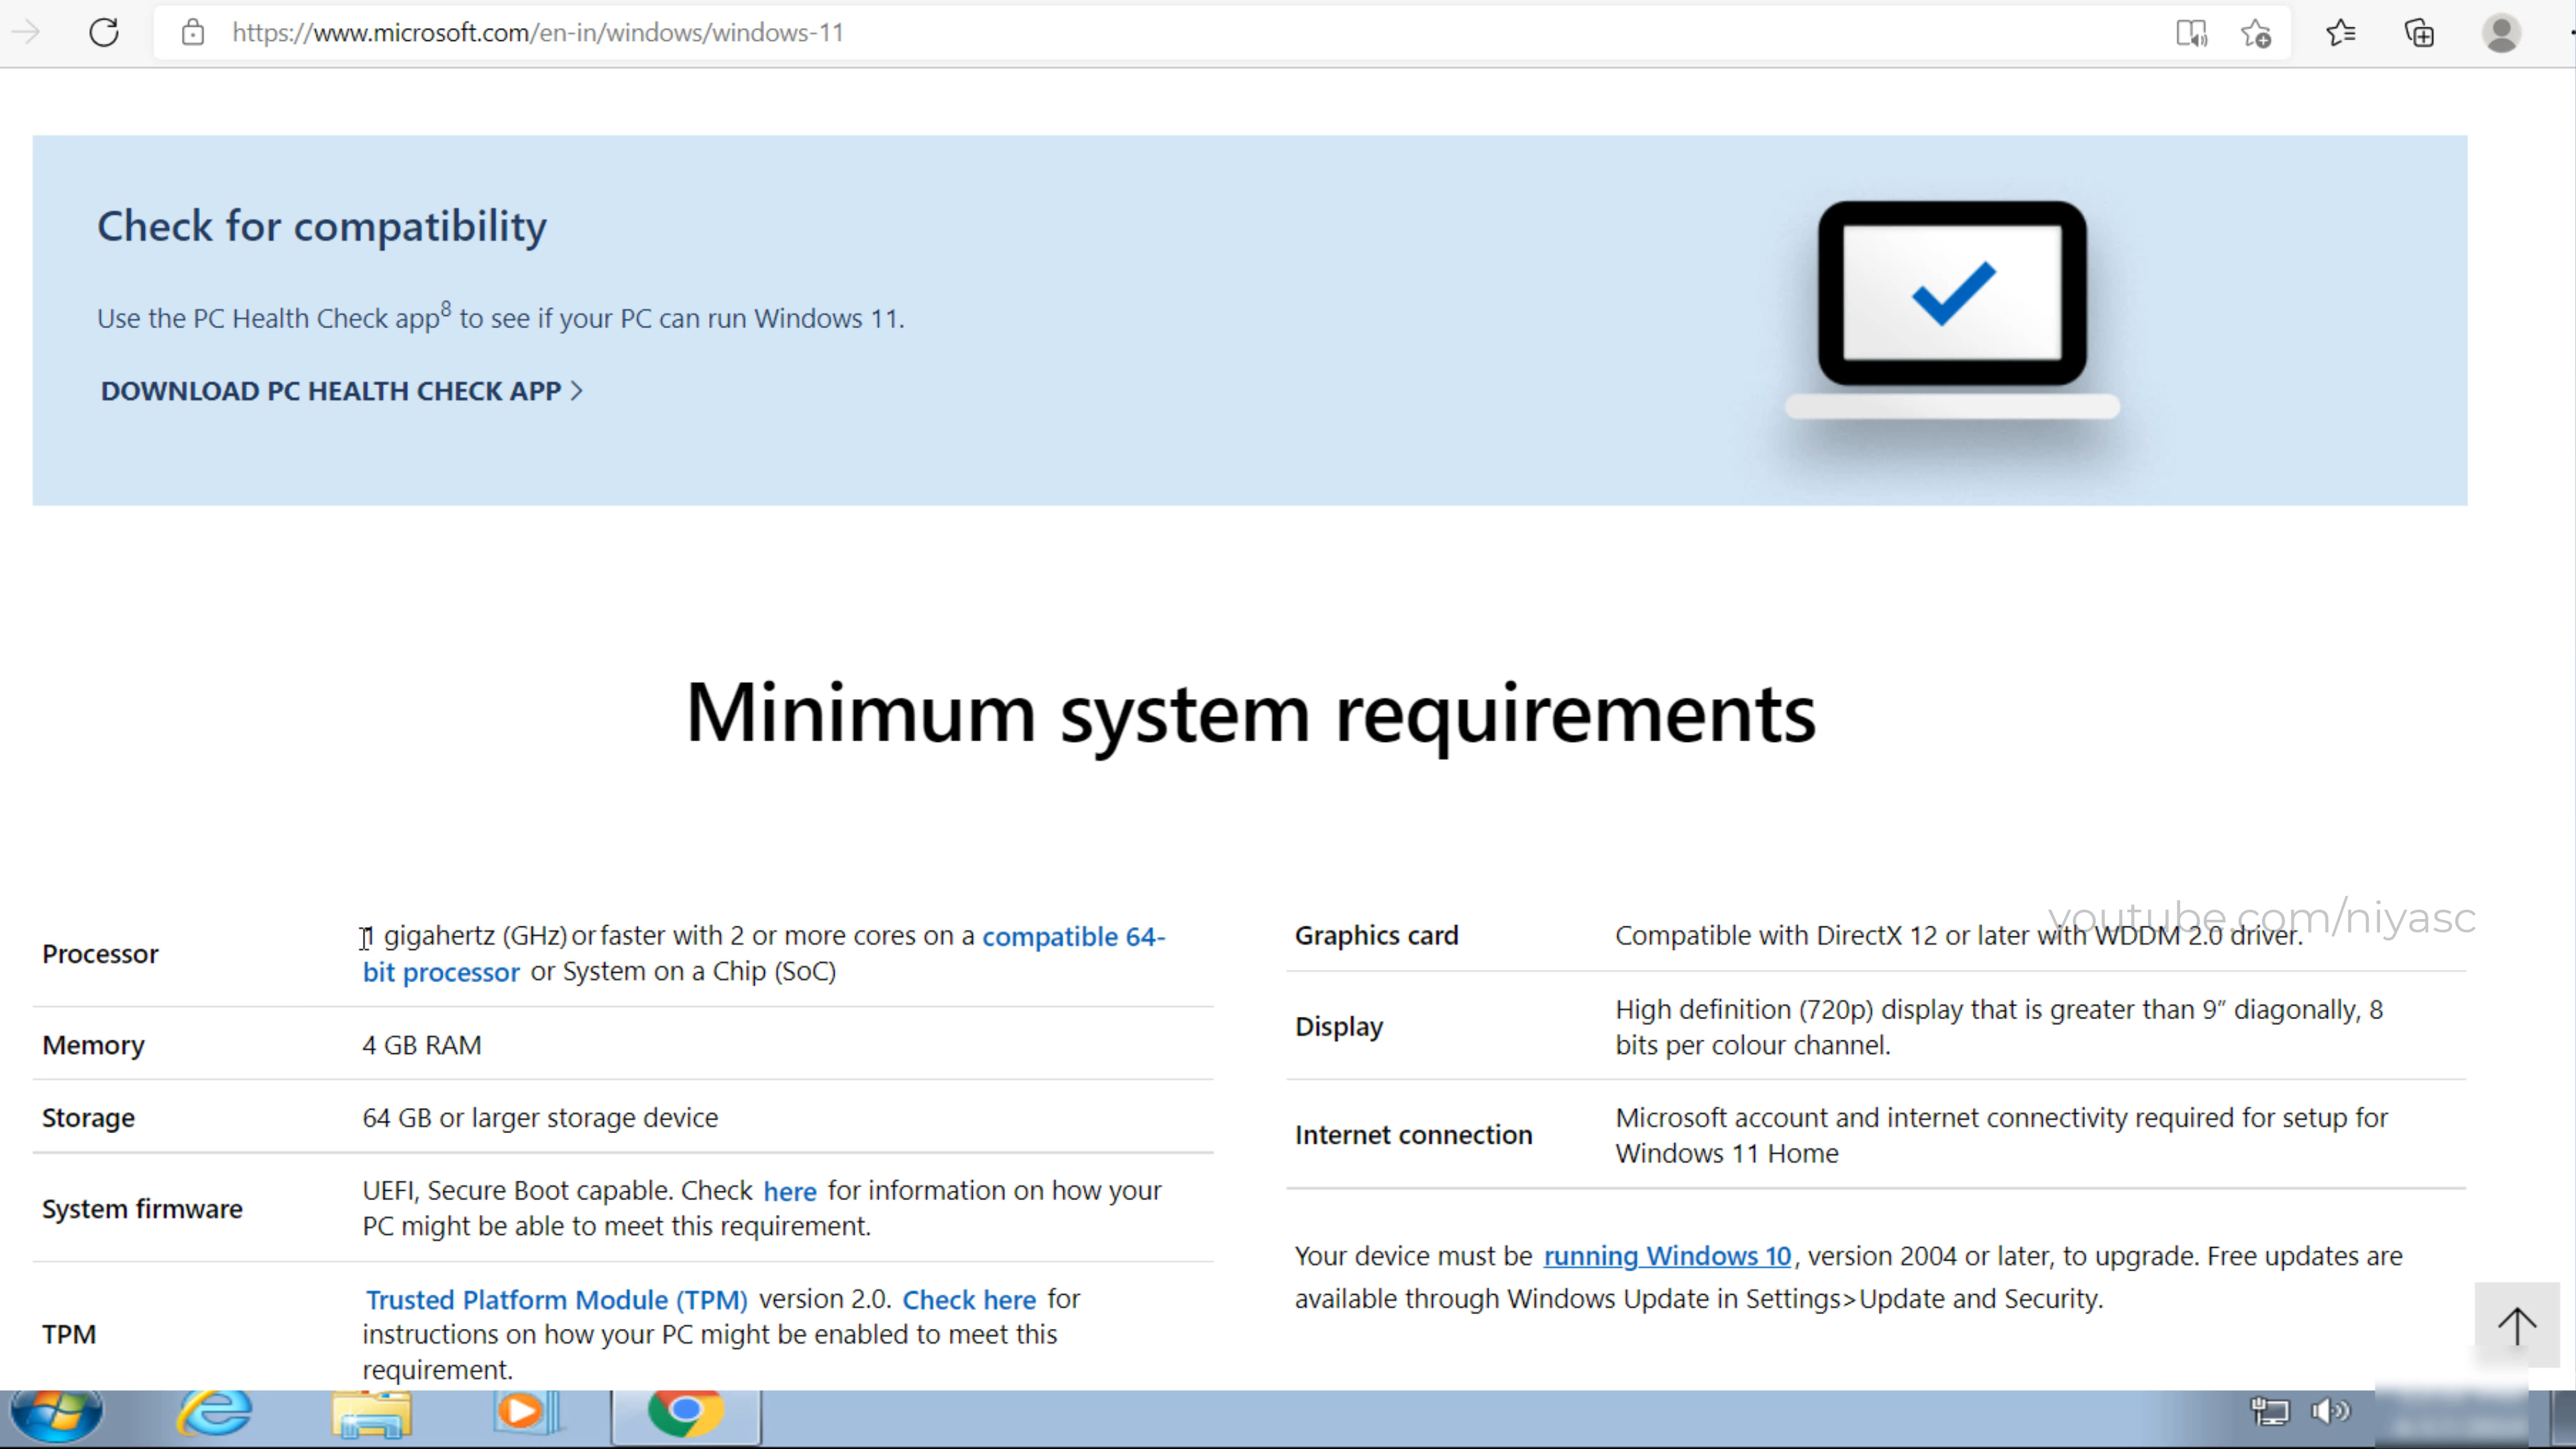 https://www.microsoft.com/en-in/windows/windows-11
Check for compatibility
Use the PC Health Check app8 to see if your PC can run Windows 11.
DOWNLOAD PC HEALTH CHECK APP >
Minimum system requirements
Processor
1 gigahertz (GHz) or faster with 2 or more cores on a compatible 64-
bit processor or System on a Chip (SoC)
Memory
4 GB RAM
Storage
64 GB or larger storage device
System firmware
UEFI, Secure Boot capable. Check here for information on how your
PC might be able to meet this requirement.
TPM
Trusted Platform Module (TPM) version 2.0. Check here for
instructions on how your PC might be enabled to meet this
requirement.
youtube.com/niyasc
Graphics card
Compatible with DirectX 12 or later with WDDM 2.0 driver.
Display
High definition (720p) display that is greater than 9” diagonally, 8
bits per colour channel.
Internet connection
Microsoft account and internet connectivity required for setup for
Windows 11 Home
Your device must be running Windows 10, version 2004 or later, to upgrade. Free updates are
available through Windows Update in Settings>Update and Security.